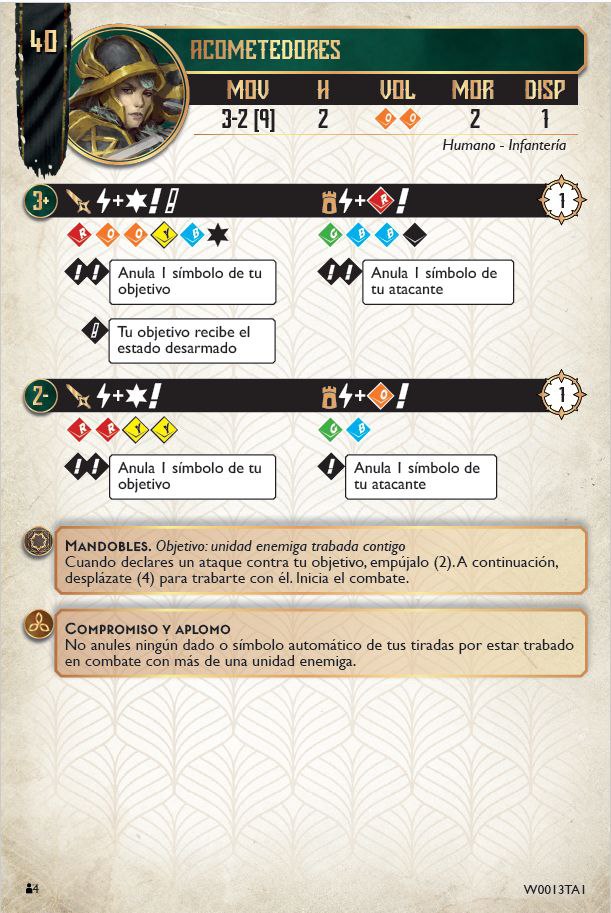 40
ACOMETEDORES
MOV H VOL MOR DISP
3-2 [9] 2 O O 2 1
Humano - Infantería
3+ + ! ! + R ! 1
R O O Y B G B B
! ! Anula 1 símbolo de tu
objetivo
! ! Anula 1 símbolo de
tu atacante
! Tu objetivo recibe el
estado desarmado
2- + ! + O ! 1
R R Y Y G B
! ! Anula 1 símbolo de tu
objetivo
! Anula 1 símbolo de
tu atacante
Mandobles. Objetivo: unidad enemiga trabada contigo
Cuando declares un ataque contra tu objetivo, empújalo (2). A continuación,
desplázate (4) para trabarte con él. Inicia el combate.
Compromiso y aplomo
No anules ningún dado o símbolo automático de tus tiradas por estar trabado
en combate con más de una unidad enemiga.
4 W0013TA1